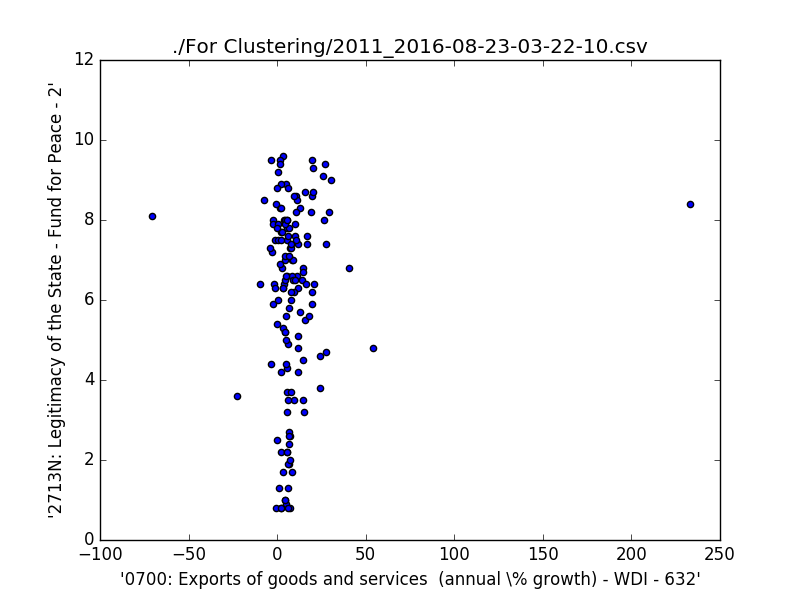 ./For Clustering/2011_2016-08-23-03-22-10.csv
12
10
8
6
4
2
0
'2713N: Legitimacy of the State - Fund for Peace - 2'
−100 −50 0 50 100 150 200 250
'0700: Exports of goods and services  (annual \% growth) - WDI - 632'